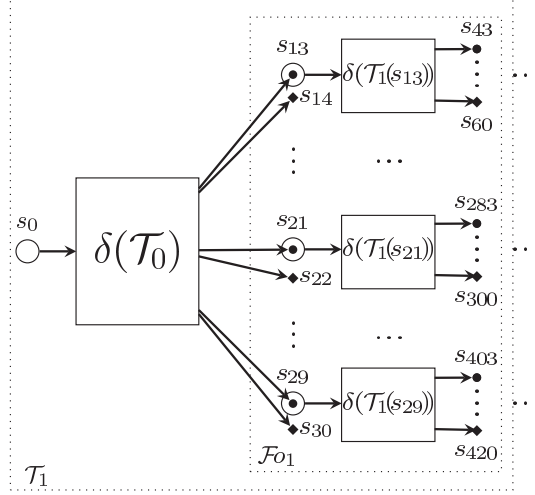 s₄₃
s₁₃
δ(𝒯₁(s₁₃))
s₁₄
s₆₀
s₂₈₃
s₀
s₂₁
δ(𝒯₀)
δ(𝒯₁(s₂₁))
s₂₂
s₃₀₀
s₄₀₃
s₂₉
δ(𝒯₁(s₂₉))
s₃₀
s₄₂₀
ℱo₁
𝒯₁